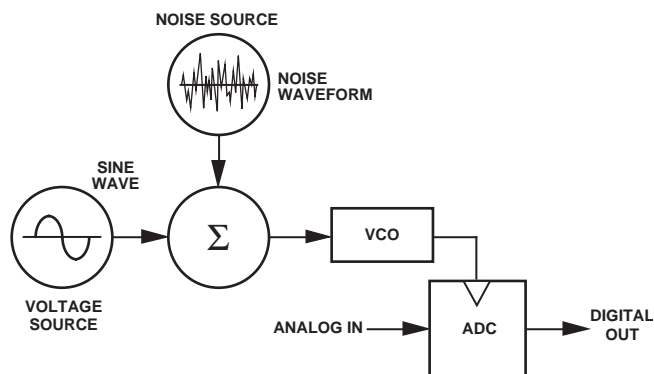 NOISE SOURCE
NOISE
WAVEFORM
SINE
WAVE
Σ
VCO
VOLTAGE
SOURCE
ANALOG IN
ADC
DIGITAL
OUT